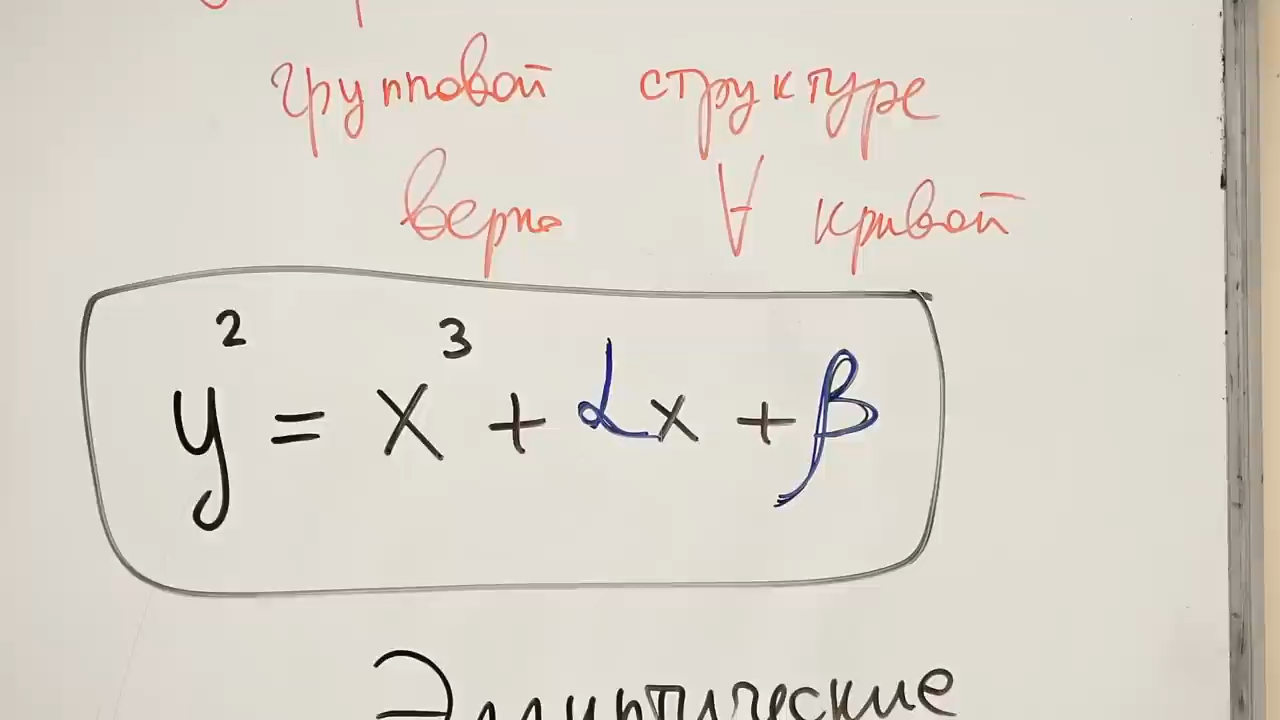 групповой структуре
верно ∀ кривой
y² = x³ + αx + β
Эллиптические